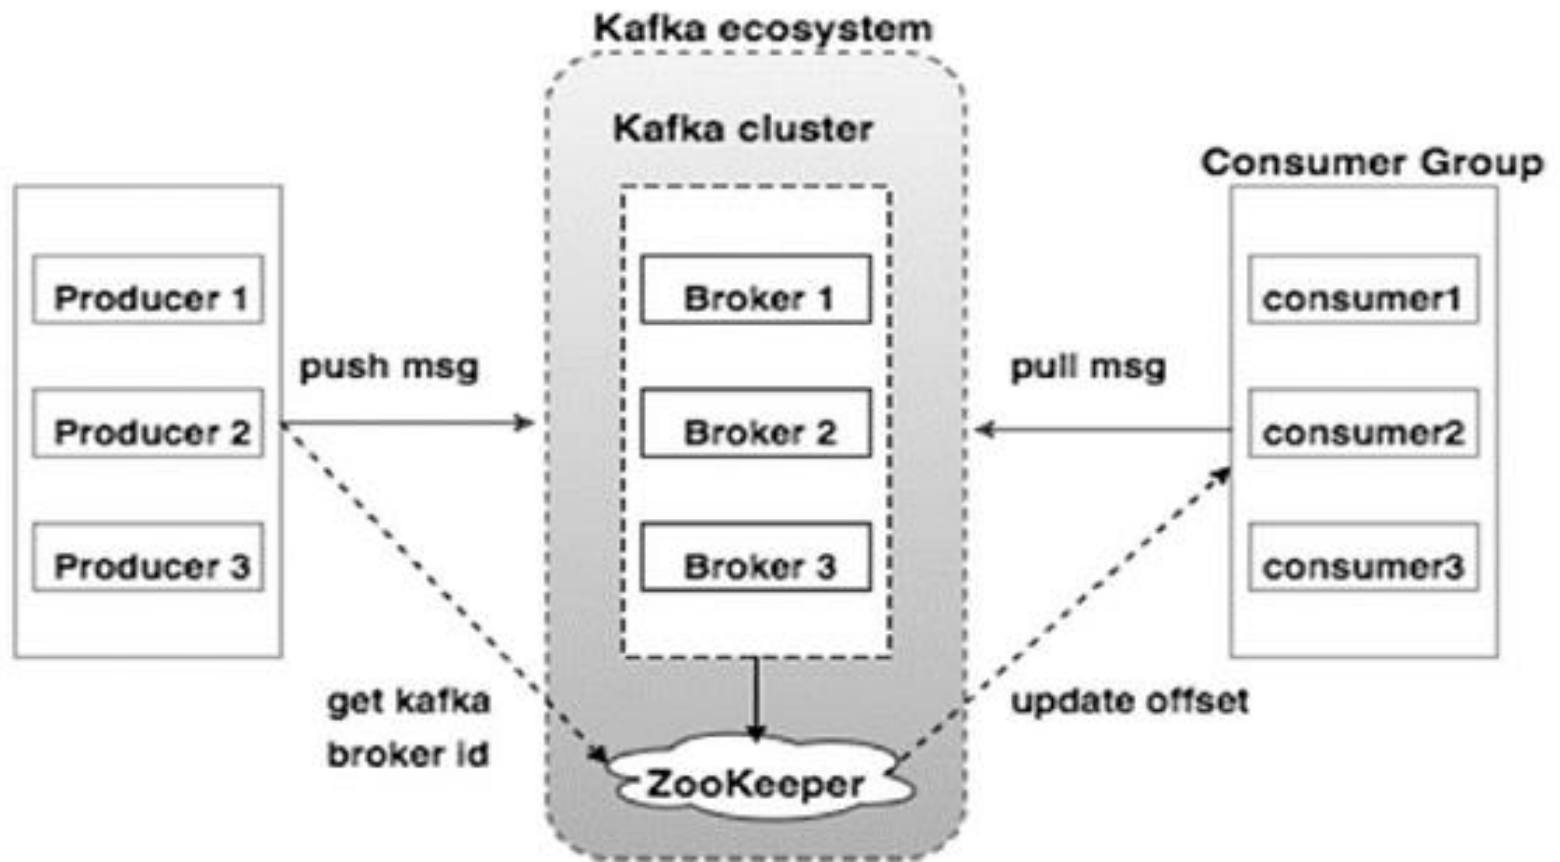 Kafka ecosystem
Kafka cluster
Consumer Group
Producer 1
Broker 1
consumer1
push msg
pull msg
Producer 2
Broker 2
consumer2
Producer 3
Broker 3
consumer3
get kafka
broker id
update offset
ZooKeeper